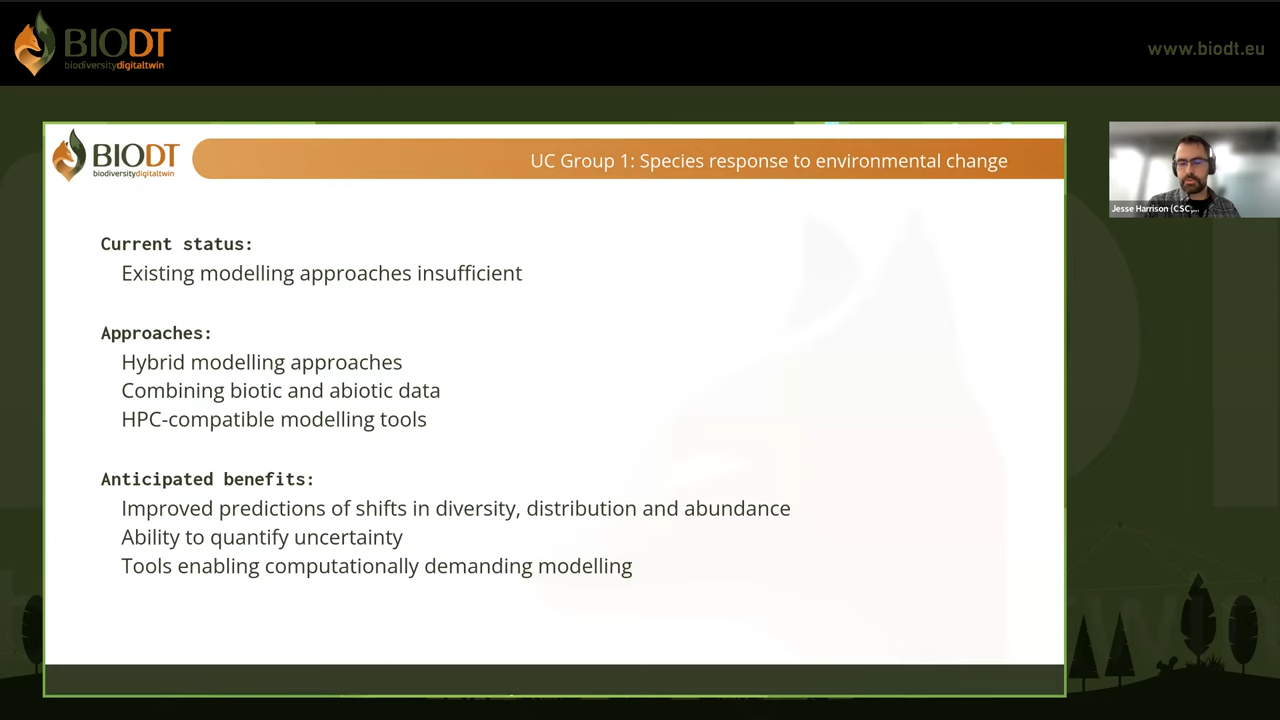 BIODT
biodiversitydigitaltwin
www.biodt.eu
BIODT
biodiversitydigitaltwin
UC Group 1: Species response to environmental change
Jesse Harrison (CSC)...
Current status:
Existing modelling approaches insufficient
Approaches:
Hybrid modelling approaches
Combining biotic and abiotic data
HPC-compatible modelling tools
Anticipated benefits:
Improved predictions of shifts in diversity, distribution and abundance
Ability to quantify uncertainty
Tools enabling computationally demanding modelling